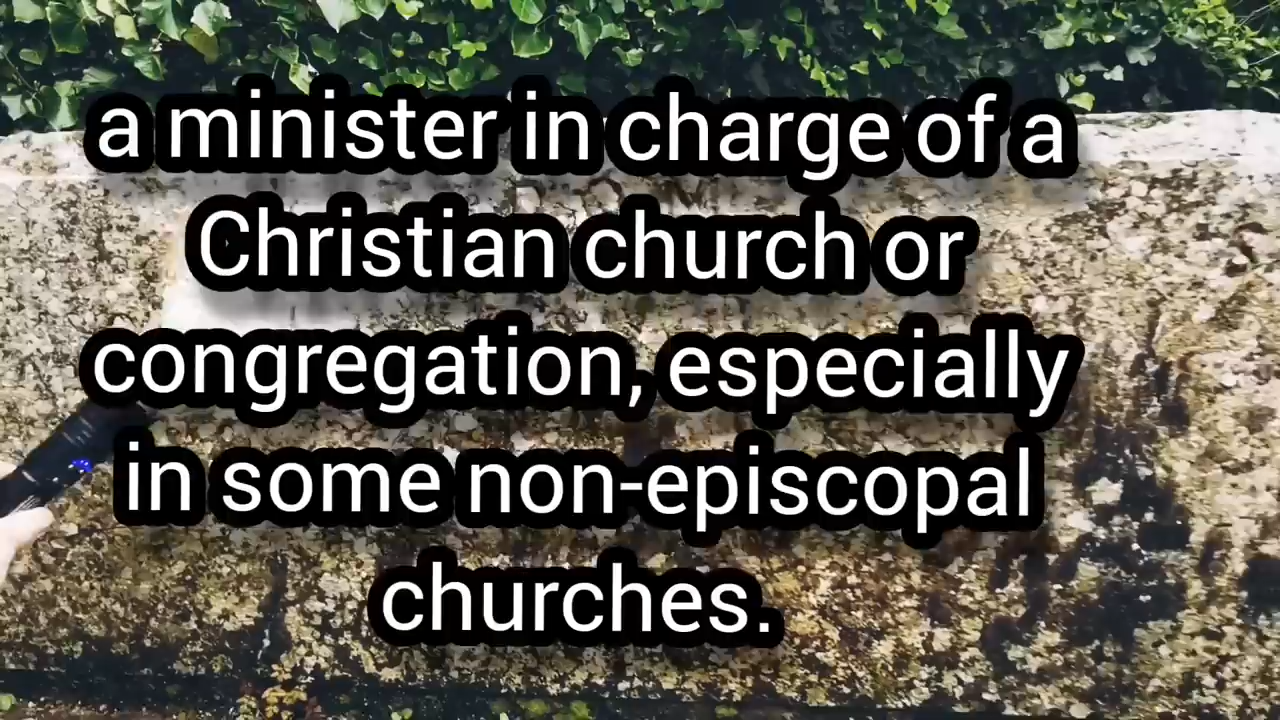 a minister in charge of a
Christian church or
congregation, especially
in some non-episcopal
churches.